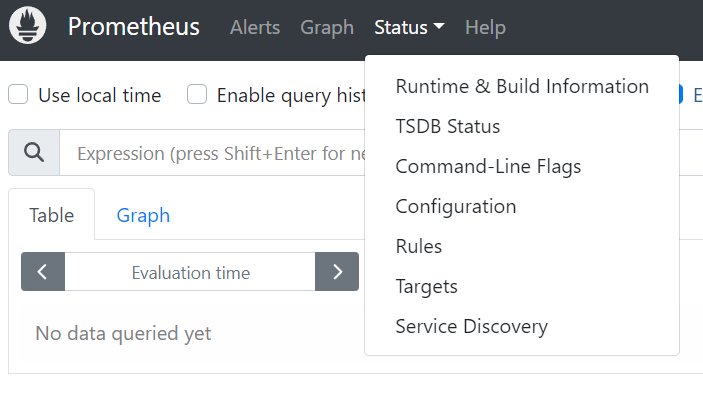 Prometheus Alerts Graph Status Help
Runtime & Build Information
TSDB Status
Command-Line Flags
Configuration
Rules
Targets
Service Discovery
Use local time Enable query hist E
Expression (press Shift+Enter for ne
Table Graph
Evaluation time
No data queried yet